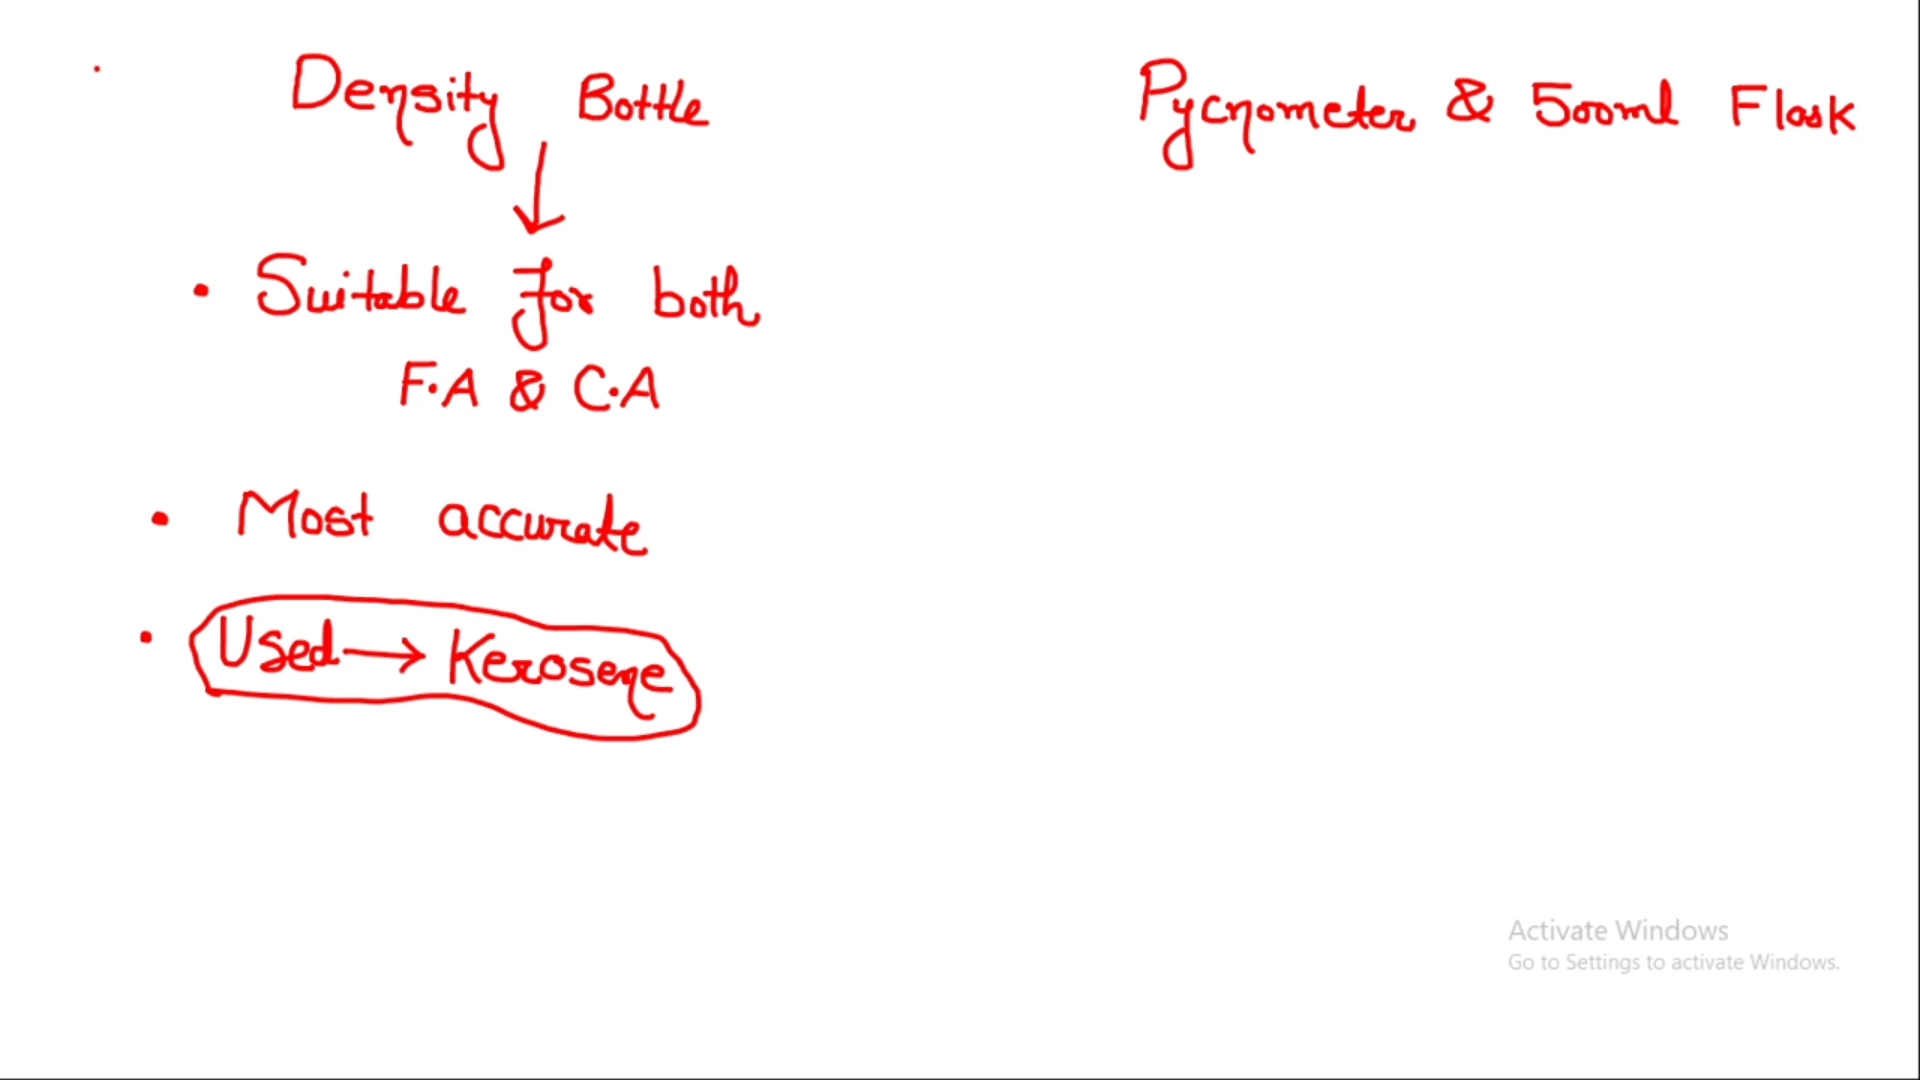 Density Bottle
Pycnometer & 500ml Flask
• Suitable for both
F.A & C.A
• Most accurate
• Used → Kerosene
Activate Windows
Go to Settings to activate Windows.